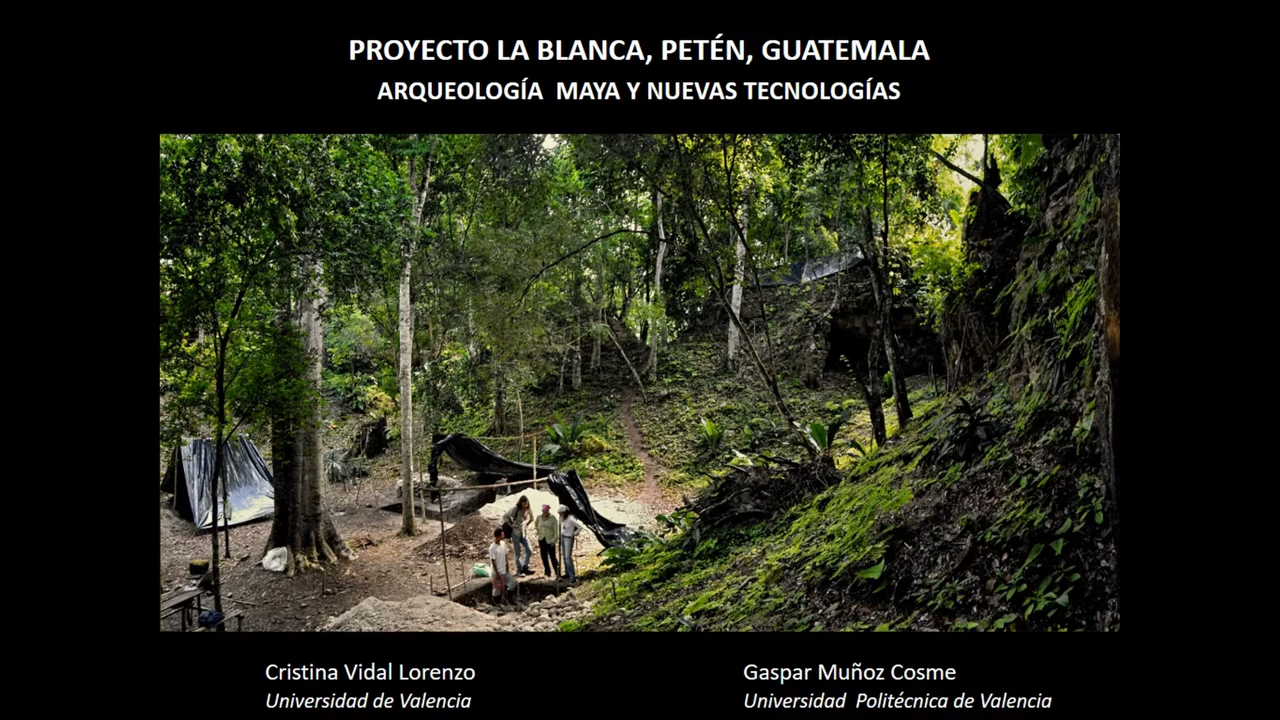 PROYECTO LA BLANCA, PETÉN, GUATEMALA
ARQUEOLOGÍA MAYA Y NUEVAS TECNOLOGÍAS
Cristina Vidal Lorenzo
Universidad de Valencia
Gaspar Muñoz Cosme
Universidad Politécnica de Valencia